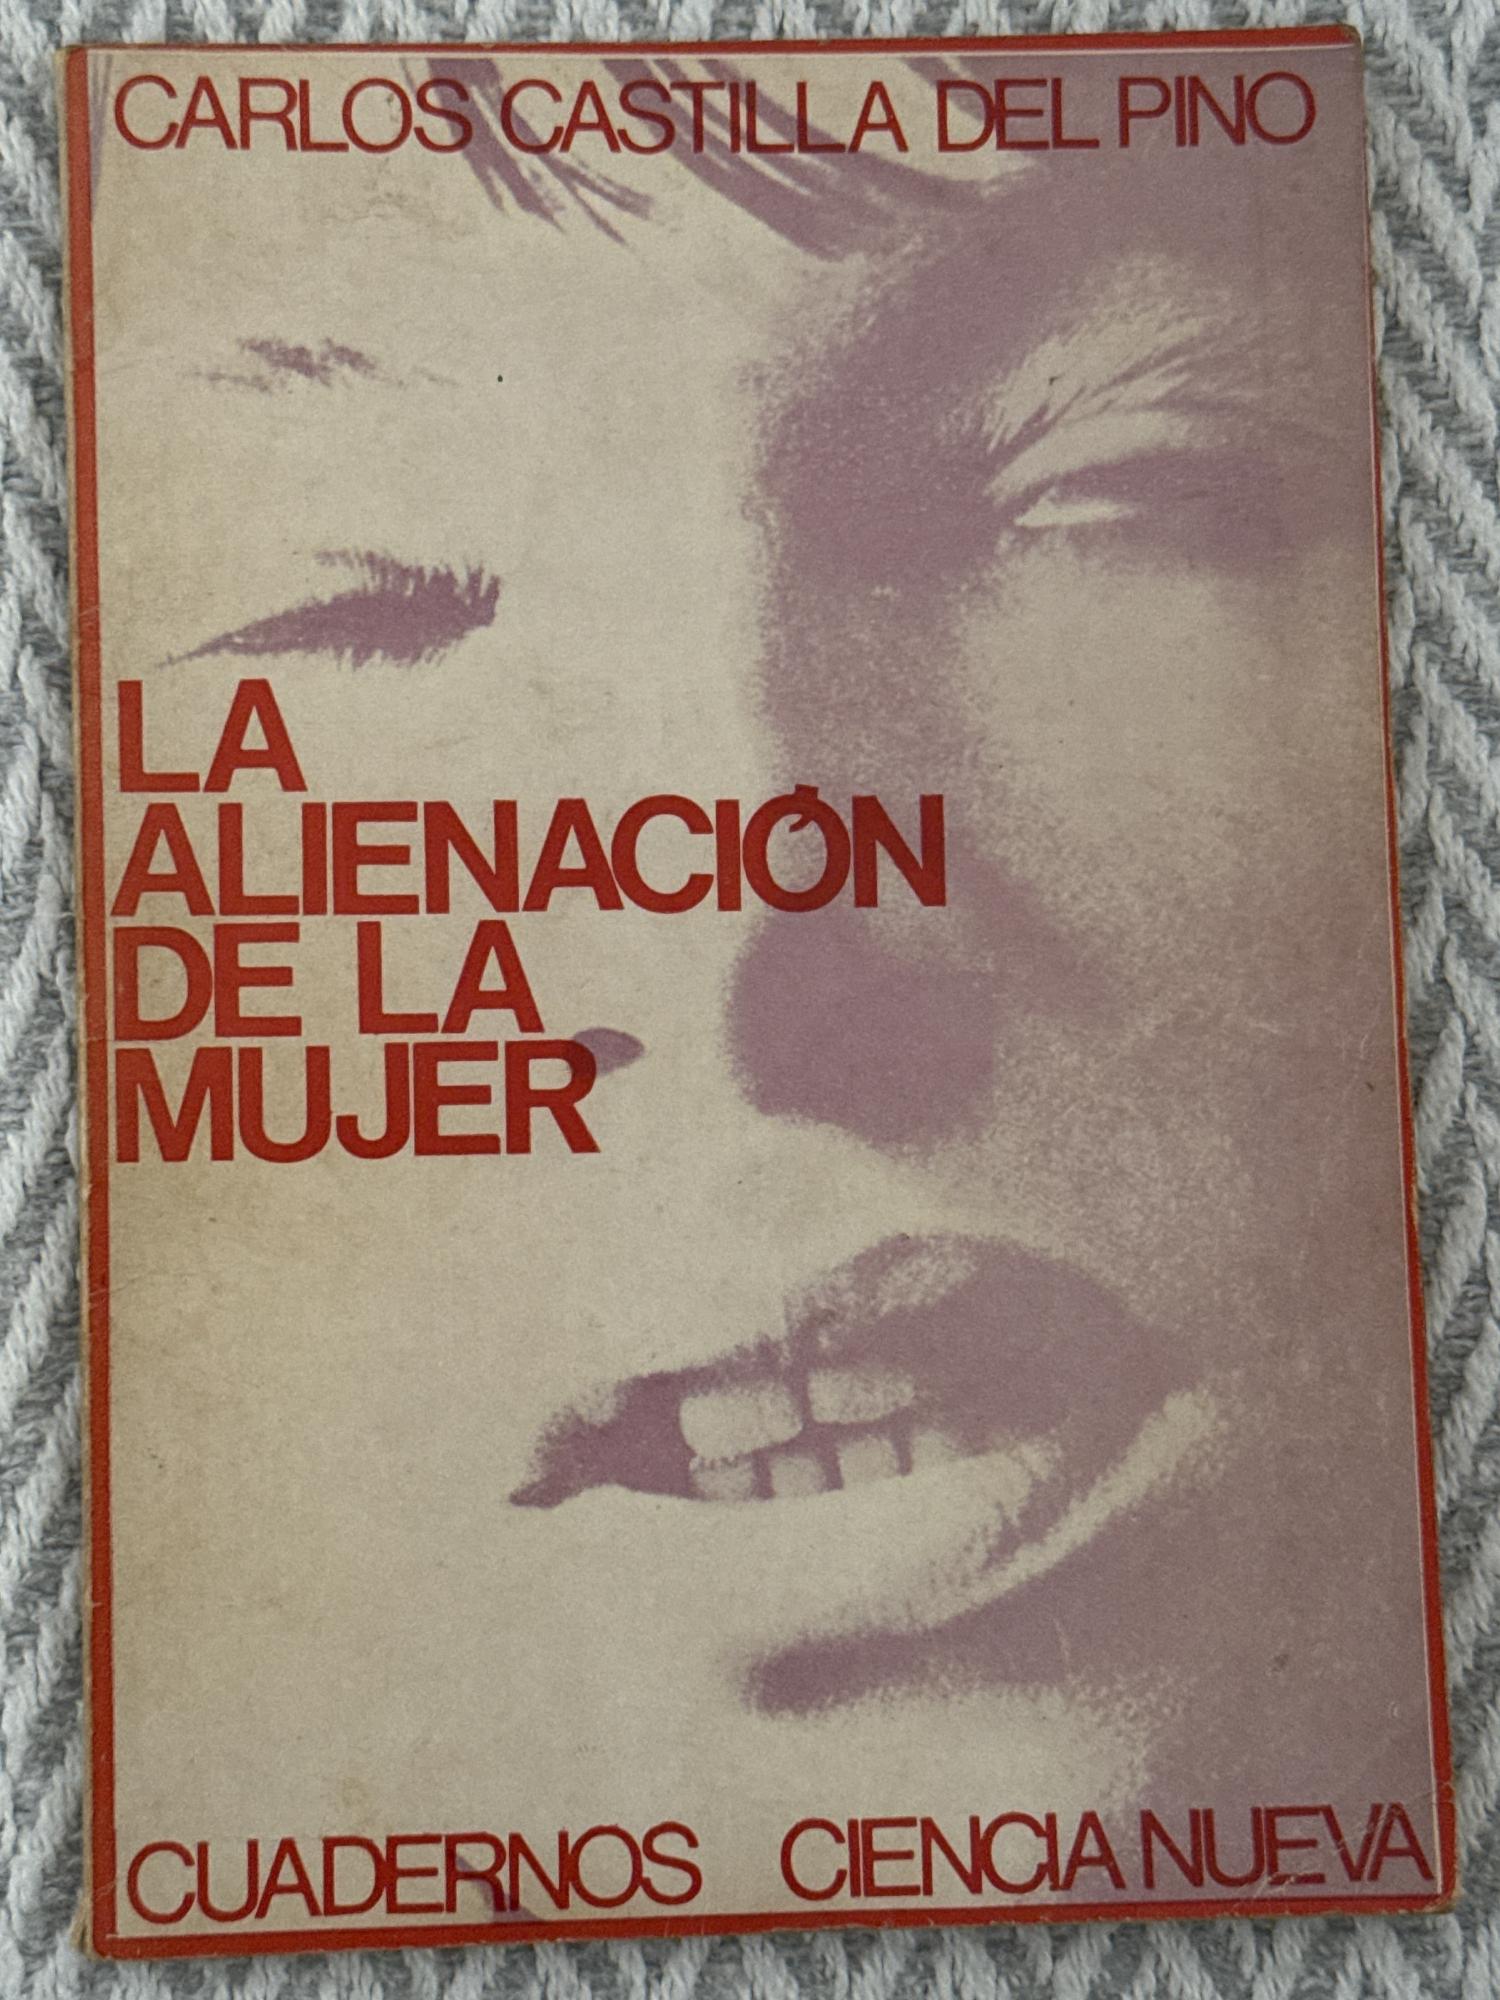 CARLOS CASTILLA DEL PINO
LA
ALIENACIÓN
DE LA
MUJER
CUADERNOS CIENCIA NUEVA